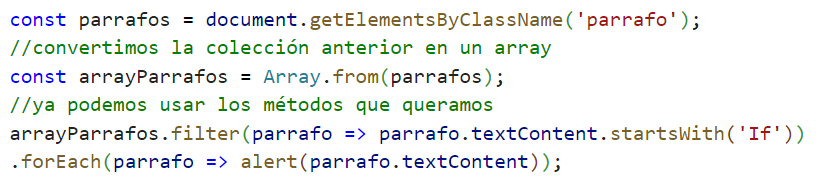 const parrafos = document.getElementsByClassName('parrafo');
//convertimos la colección anterior en un array
const arrayParrafos = Array.from(parrafos);
//ya podemos usar los métodos que queramos
arrayParrafos.filter(parrafo => parrafo.textContent.startsWith('If'))
.forEach(parrafo => alert(parrafo.textContent));